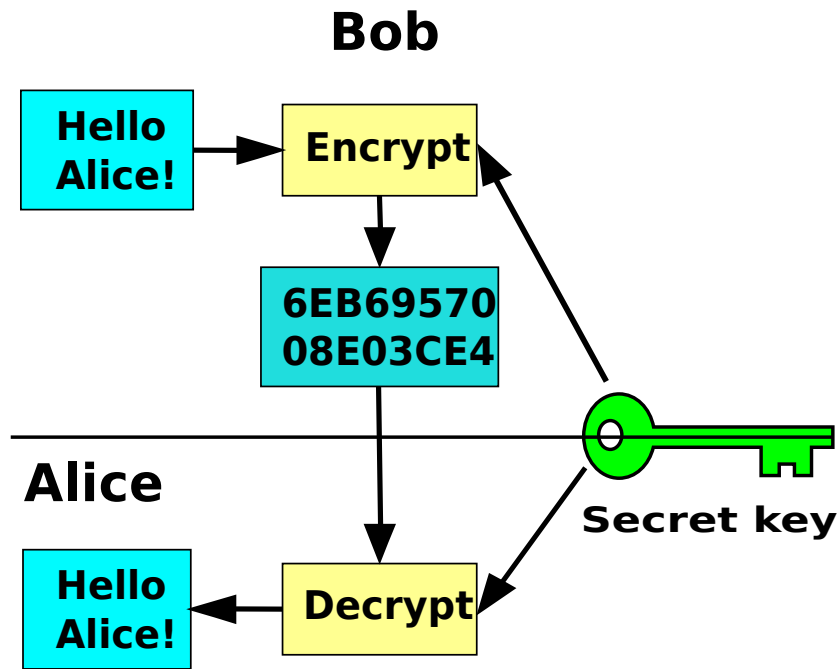 Bob
Hello
Alice!
Encrypt
6EB69570
08E03CE4
Alice
Secret key
Hello
Alice!
Decrypt